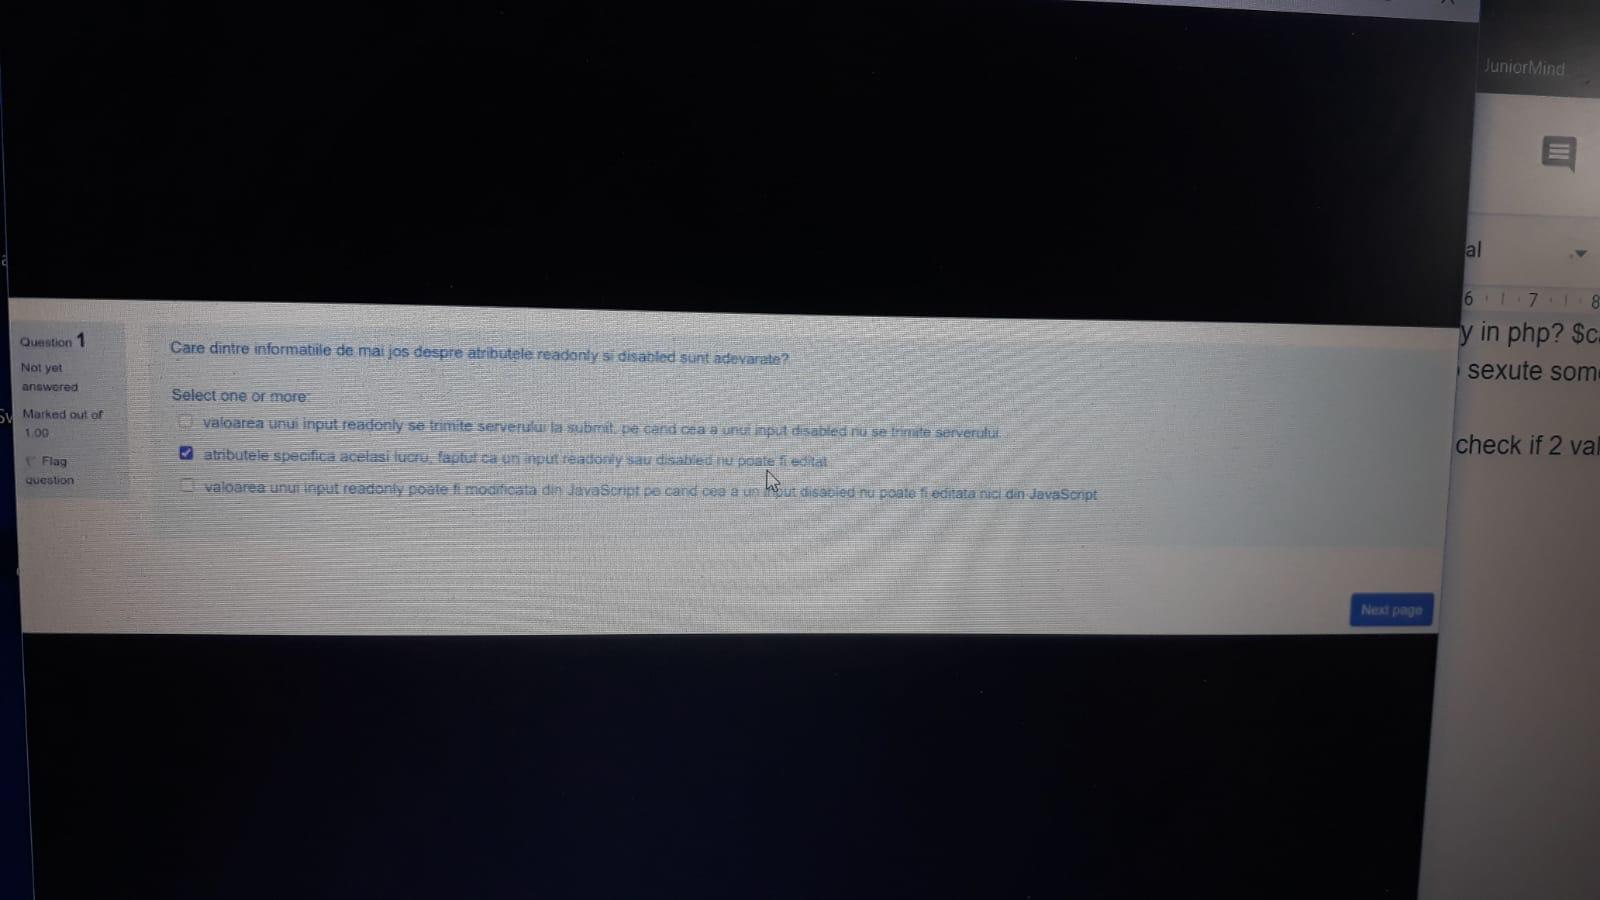 JuniorMind
al
6 7 8
y in php? $c
sexute som
check if 2 val
Question 1
Not yet
answered
Marked out of
1.00
Flag
question
Care dintre informatiile de mai jos despre atributele readonly si disabled sunt adevarate?
Select one or more:
valoarea unui input readonly se trimite serverului la submit, pe cand cea a unui input disabled nu se trimite serverului
atributele specifica acelasi lucru, faptul ca un input readonly sau disabled nu poate fi editat
valoarea unui input readonly poate fi modificata din JavaScript pe cand cea a un input disabled nu poate fi editata nici din JavaScript
Next page